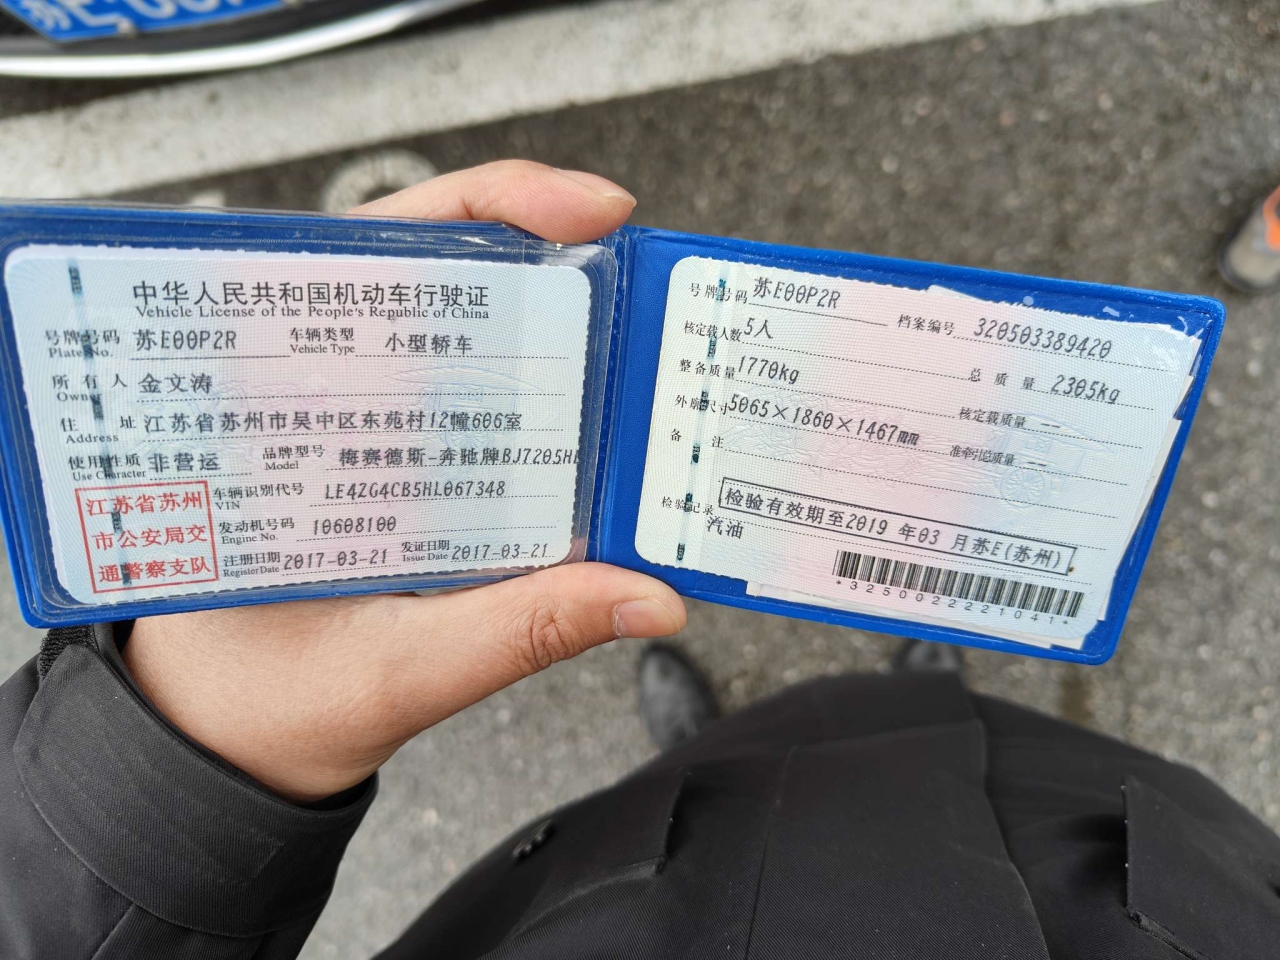 中华人民共和国机动车行驶证
Vehicle License of the People's Republic of China
号牌号码 苏E00P2R 车辆类型 小型轿车
Plate No. Vehicle Type
所有人 金文涛
Owner
住址 江苏省苏州市吴中区东苑村12幢606室
Address
使用性质 非营运 品牌型号 梅赛德斯-奔驰牌BJ7205H
Use Character Model
江苏省苏州
市公安局交
通警察支队
车辆识别代号 LE4ZG4CB5HL067348
VIN
发动机号码 10608100
Engine No.
注册日期 2017-03-21 发证日期 2017-03-21
Register Date Issue Date
号牌号码 苏E00P2R 档案编号 320503389420
核定载人数 5人
整备质量 1770kg 总质量 2305kg
外廓尺寸 5065×1860×1467mm 核定载质量 --
备注 准牵引总质量 --
检验有效期至2019年03月苏E(苏州)
检验记录
汽油
*3250022221041*